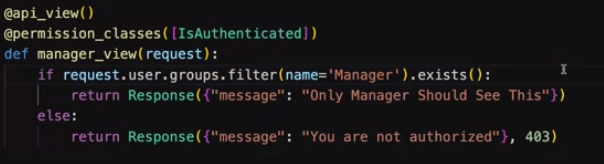 @api_view()
@permission_classes([IsAuthenticated])
def manager_view(request):
    if request.user.groups.filter(name='Manager').exists():
        return Response({"message": "Only Manager Should See This"})
    else:
        return Response({"message": "You are not authorized"}, 403)